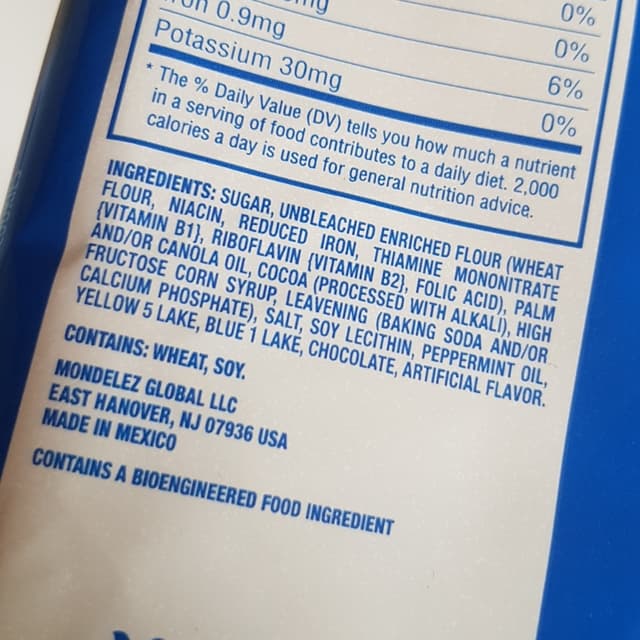 0%
0.9mg
0%
Potassium 30mg
6%
0%
* The % Daily Value (DV) tells you how much a nutrient
in a serving of food contributes to a daily diet. 2,000
calories a day is used for general nutrition advice.
INGREDIENTS: SUGAR, UNBLEACHED ENRICHED FLOUR (WHEAT
FLOUR, NIACIN, REDUCED IRON, THIAMINE MONONITRATE
{VITAMIN B1}, RIBOFLAVIN {VITAMIN B2}, FOLIC ACID), PALM
AND/OR CANOLA OIL, COCOA (PROCESSED WITH ALKALI), HIGH
FRUCTOSE CORN SYRUP, LEAVENING (BAKING SODA AND/OR
CALCIUM PHOSPHATE), SALT, SOY LECITHIN, PEPPERMINT OIL,
YELLOW 5 LAKE, BLUE 1 LAKE, CHOCOLATE, ARTIFICIAL FLAVOR.
CONTAINS: WHEAT, SOY.
MONDELEZ GLOBAL LLC
EAST HANOVER, NJ 07936 USA
MADE IN MEXICO
CONTAINS A BIOENGINEERED FOOD INGREDIENT